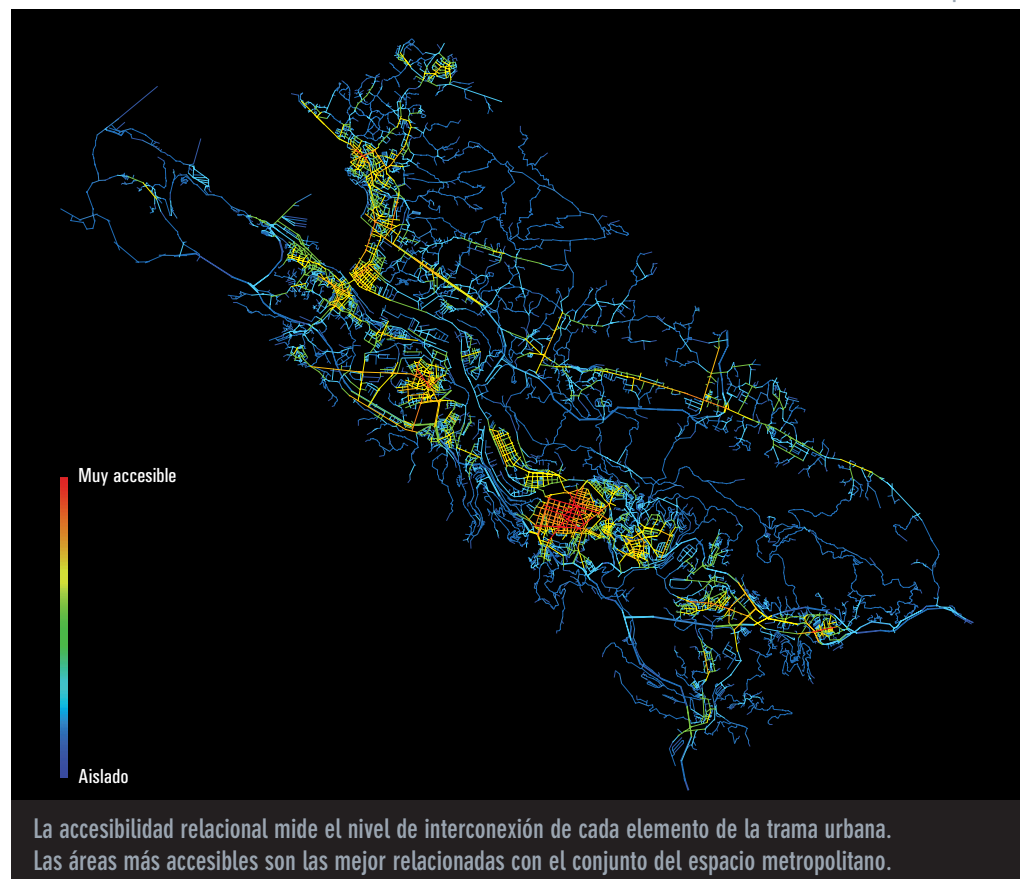 Muy accesible
Aislado
La accesibilidad relacional mide el nivel de interconexión de cada elemento de la trama urbana.
Las áreas más accesibles son las mejor relacionadas con el conjunto del espacio metropolitano.